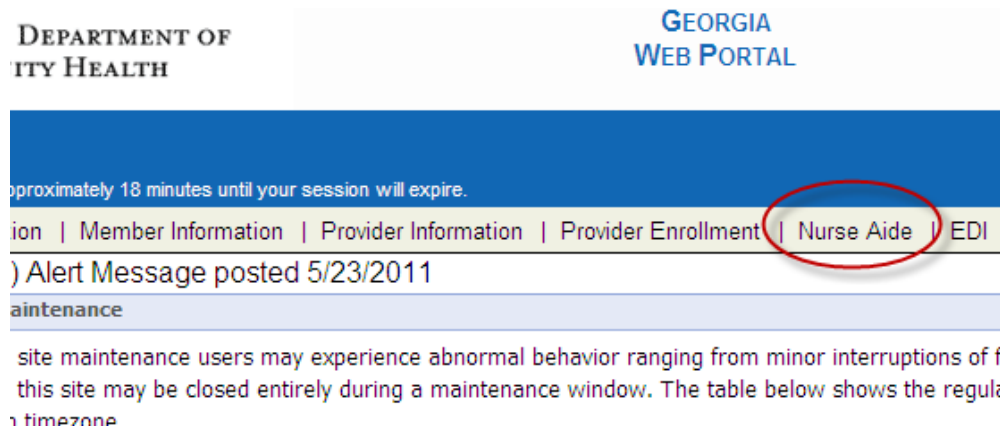 DEPARTMENT OF
ITY HEALTH
GEORGIA
WEB PORTAL
pproximately 18 minutes until your session will expire.
ion | Member Information | Provider Information | Provider Enrollment | Nurse Aide | EDI
) Alert Message posted 5/23/2011
aintenance
site maintenance users may experience abnormal behavior ranging from minor interruptions of f
this site may be closed entirely during a maintenance window. The table below shows the regula
n timezone